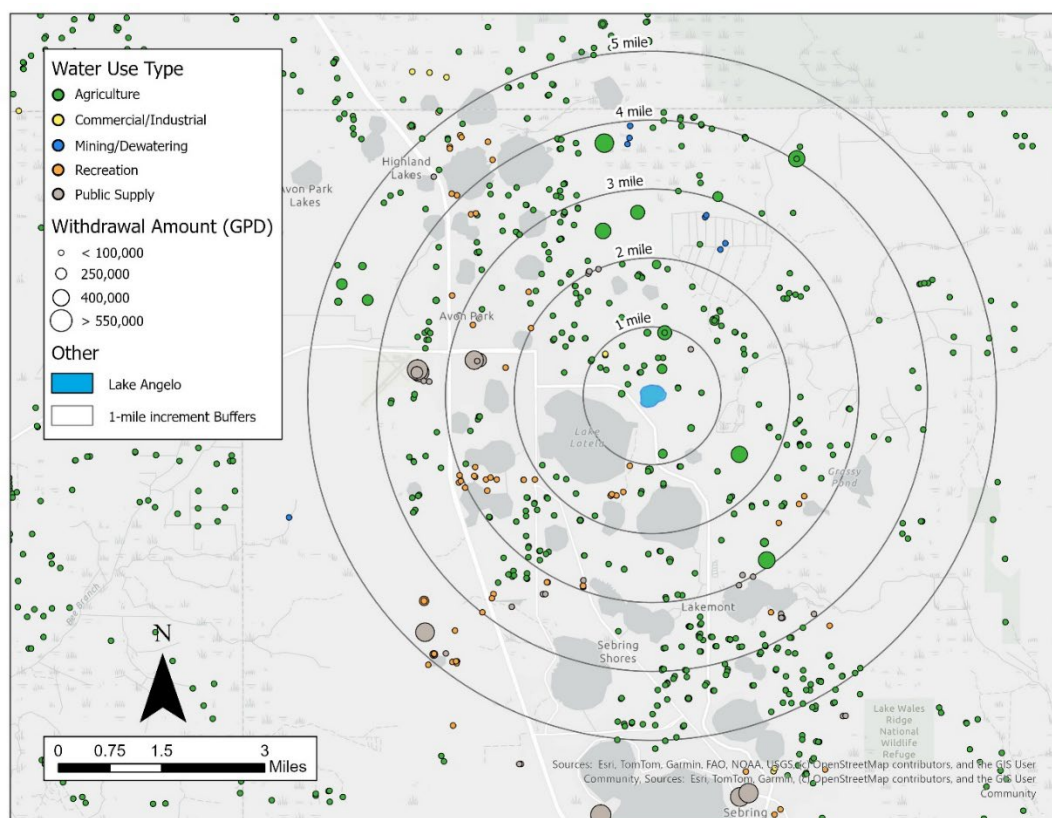 Water Use Type
Agriculture
Commercial/Industrial
Mining/Dewatering
Recreation
Public Supply
Withdrawal Amount (GPD)
< 100,000
250,000
400,000
> 550,000
Other
Lake Angelo
1-mile increment Buffers
5 mile
4 mile
3 mile
2 mile
1 mile
Highland
Lakes
Avon Park
Lakes
Avon Park
Lake
Lotela
Grassy
Pond
Lakemont
Sebring
Shores
Lake Wales
Ridge
National
Wildlife
Refuge
Sebring
N
0 0.75 1.5 3
Miles
Sources: Esri, TomTom, Garmin, FAO, NOAA, USGS, (c) OpenStreetMap contributors, and the GIS User
Community, Sources: Esri, TomTom, Garmin, (c) OpenStreetMap contributors, and the GIS User
Community